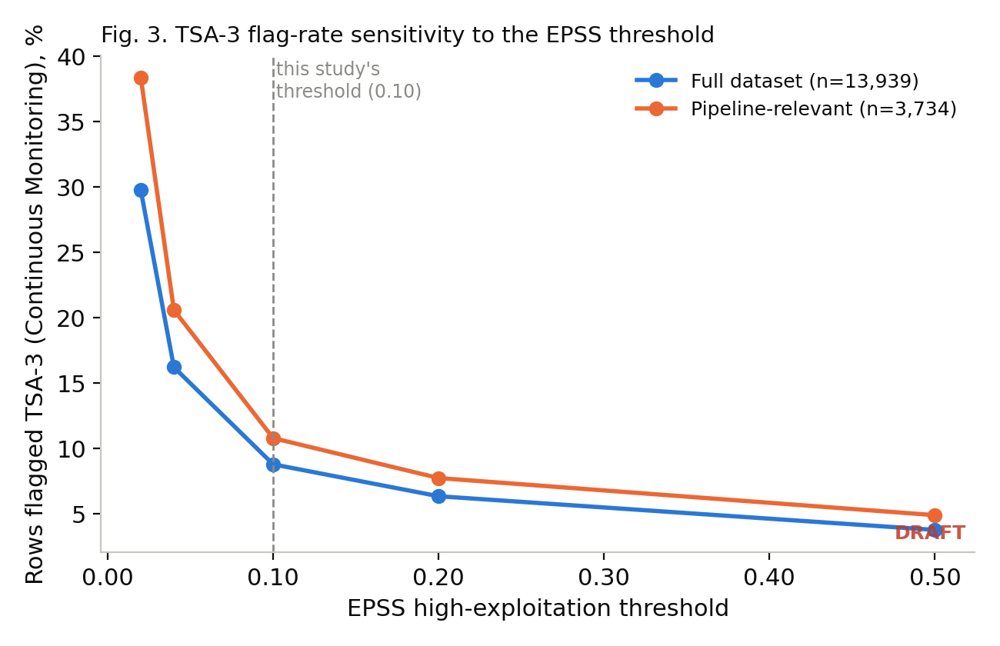 Fig. 3. TSA-3 flag-rate sensitivity to the EPSS threshold
Rows flagged TSA-3 (Continuous Monitoring), %
40
35
30
25
20
15
10
5
this study's
threshold (0.10)
Full dataset (n=13,939)
Pipeline-relevant (n=3,734)
DRAFT
0.00 0.10 0.20 0.30 0.40 0.50
EPSS high-exploitation threshold